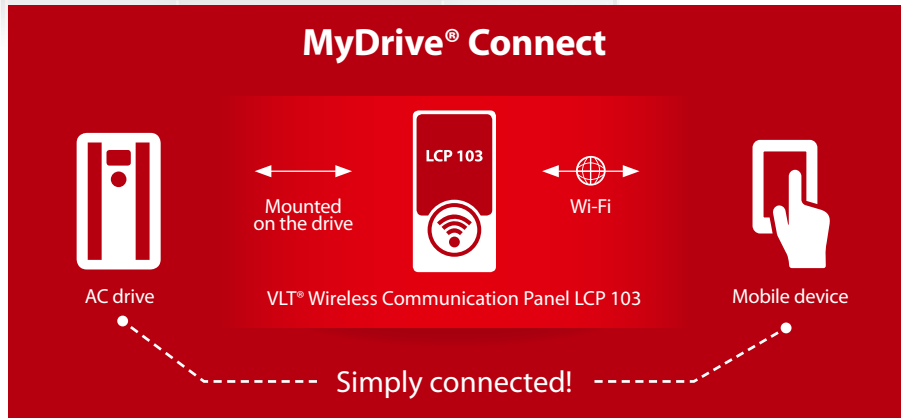 MyDrive® Connect
LCP 103
Mounted
on the drive
Wi-Fi
AC drive
VLT® Wireless Communication Panel LCP 103
Mobile device
Simply connected!